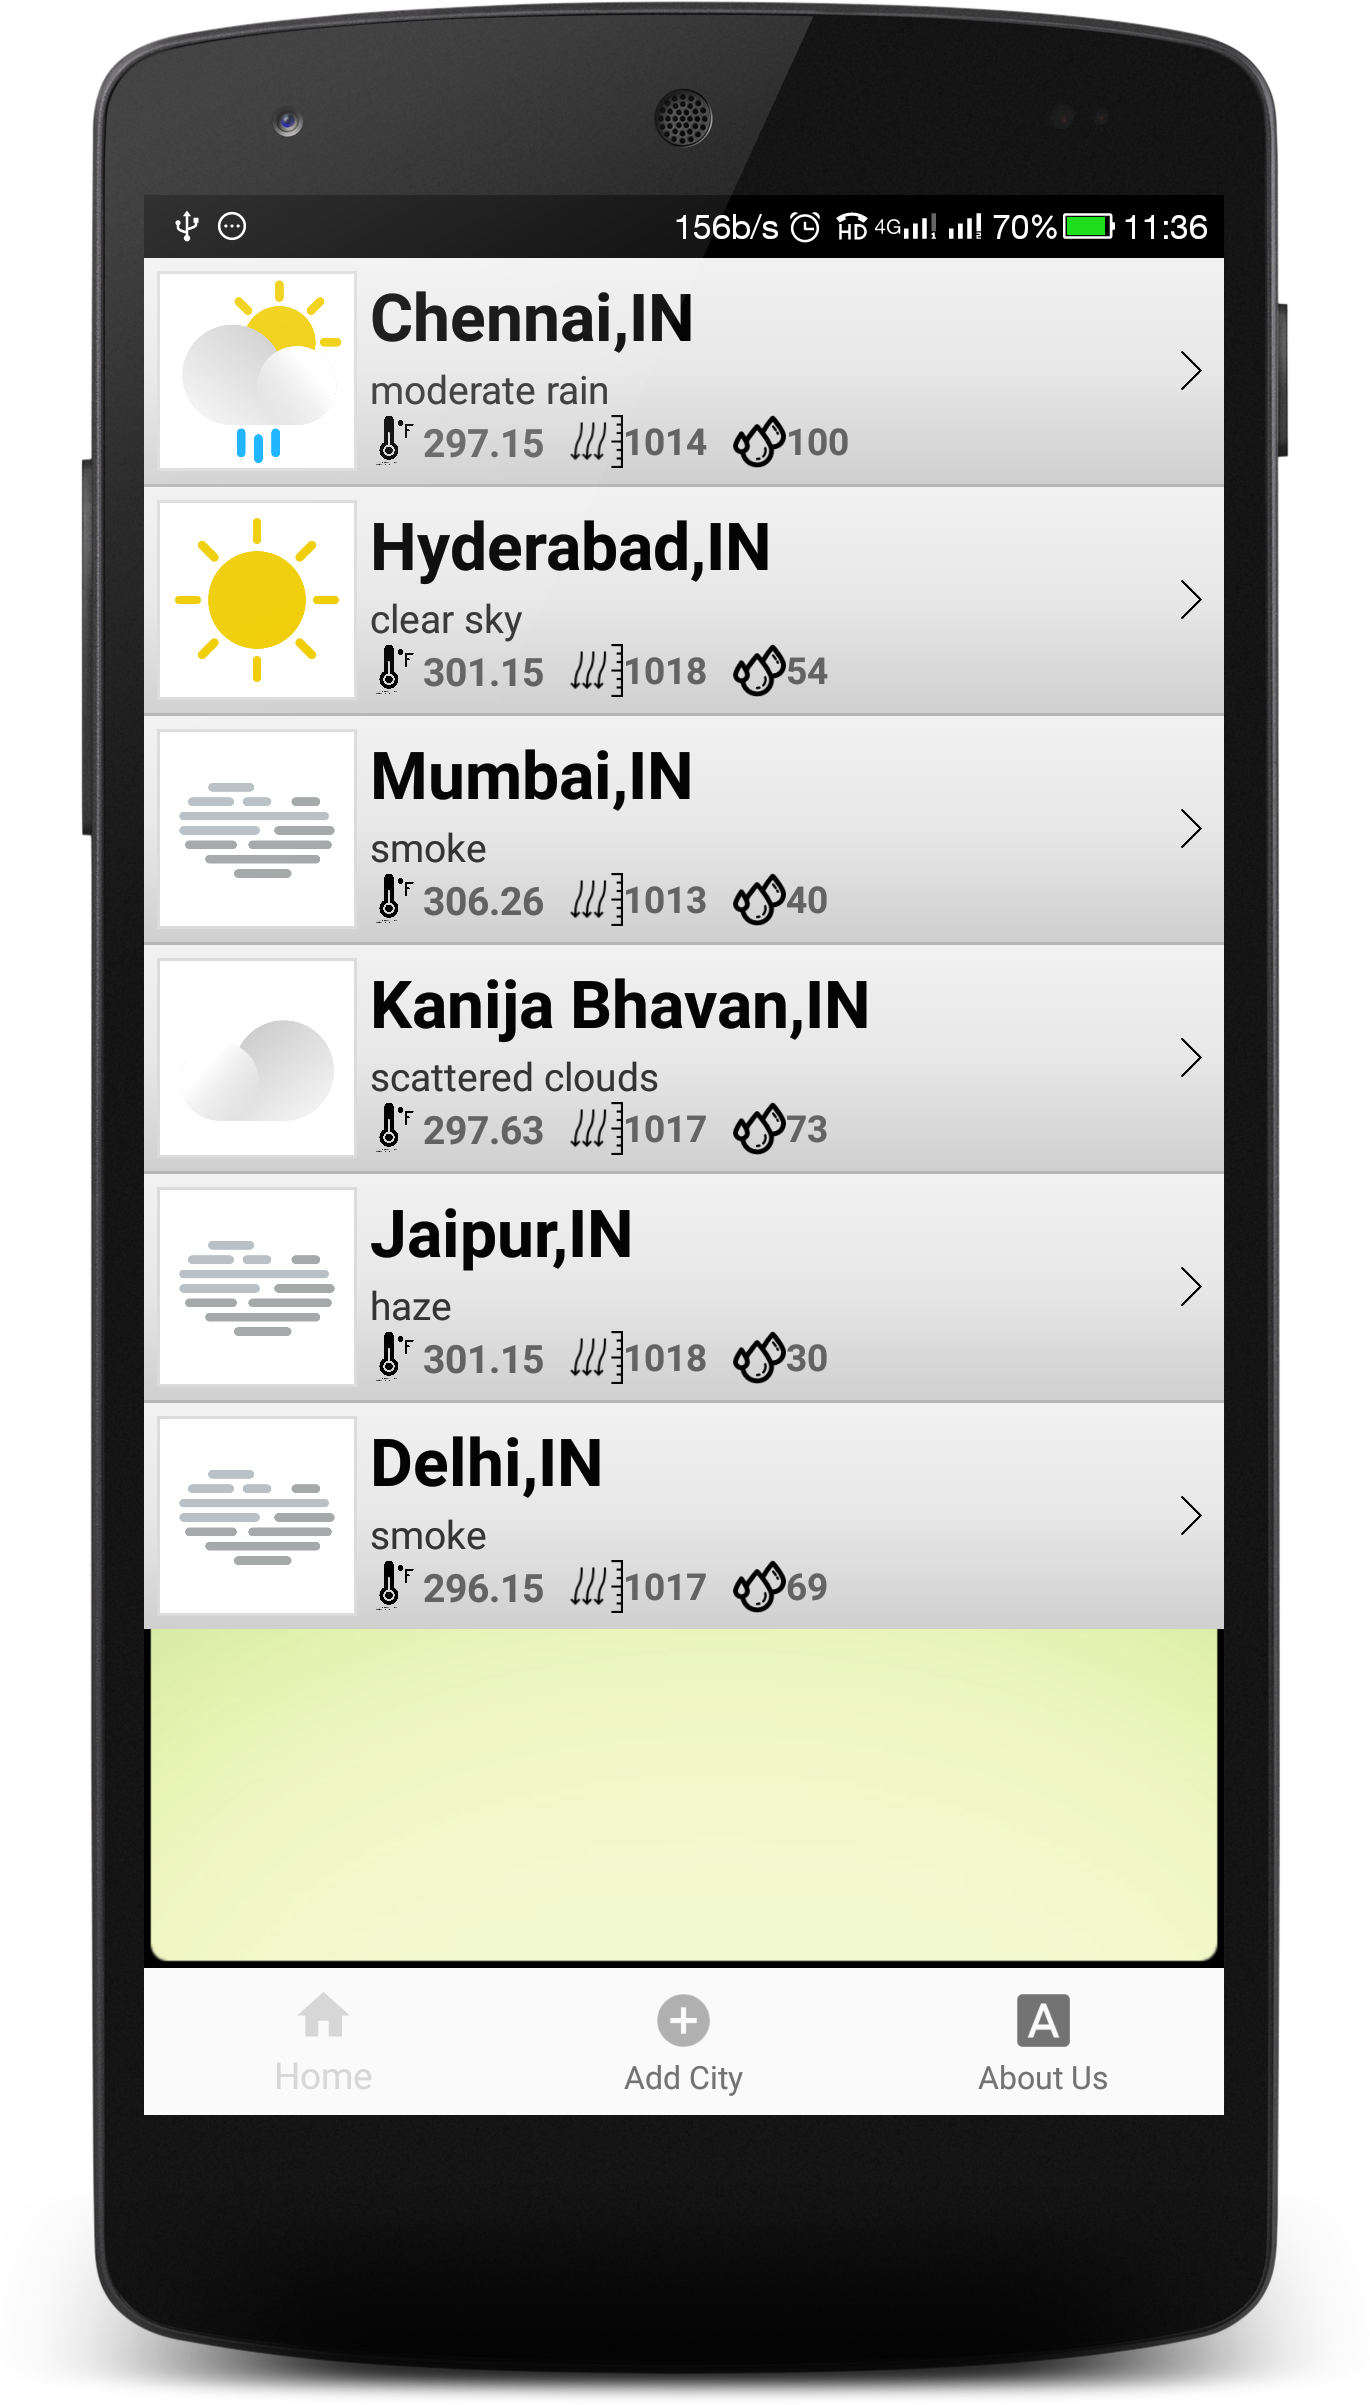 156b/s HD 4G 1 2 70% 11:36
Chennai,IN
moderate rain
°F 297.15 1014 100
Hyderabad,IN
clear sky
°F 301.15 1018 54
Mumbai,IN
smoke
°F 306.26 1013 40
Kanija Bhavan,IN
scattered clouds
°F 297.63 1017 73
Jaipur,IN
haze
°F 301.15 1018 30
Delhi,IN
smoke
°F 296.15 1017 69
Home Add City A About Us